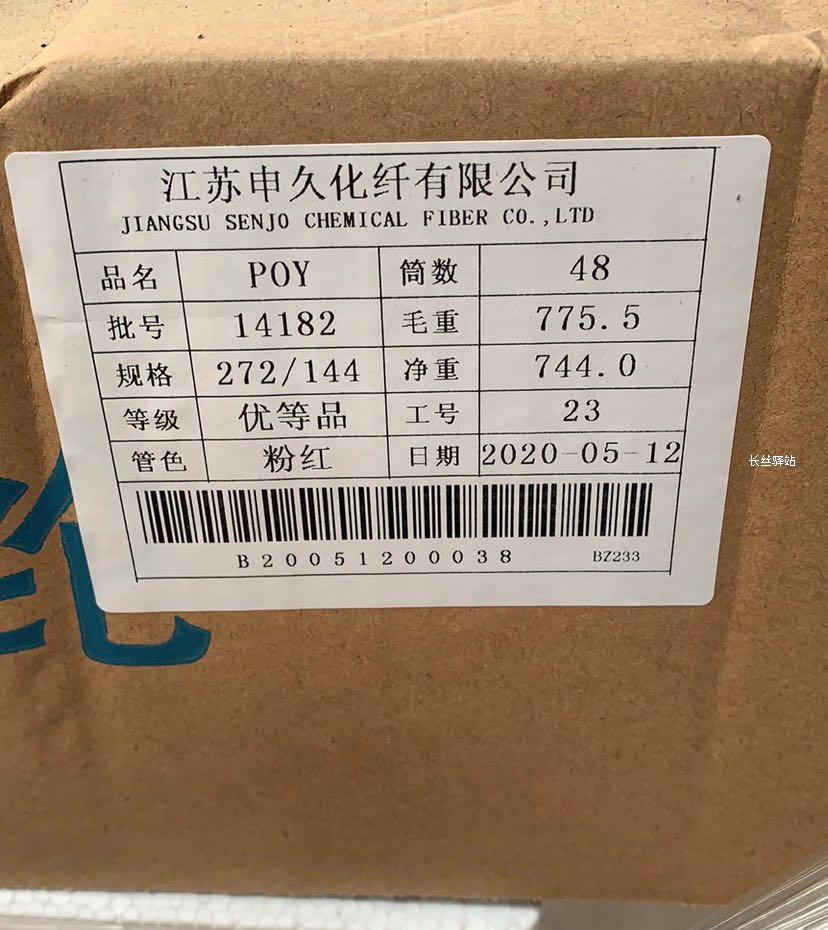 江苏申久化纤有限公司
JIANGSU SENJO CHEMICAL FIBER CO.,LTD
品名 POY 筒数 48
批号 14182 毛重 775.5
规格 272/144 净重 744.0
等级 优等品 工号 23
管色 粉红 日期 2020-05-12
B20051200038 BZ233
长丝驿站
纶